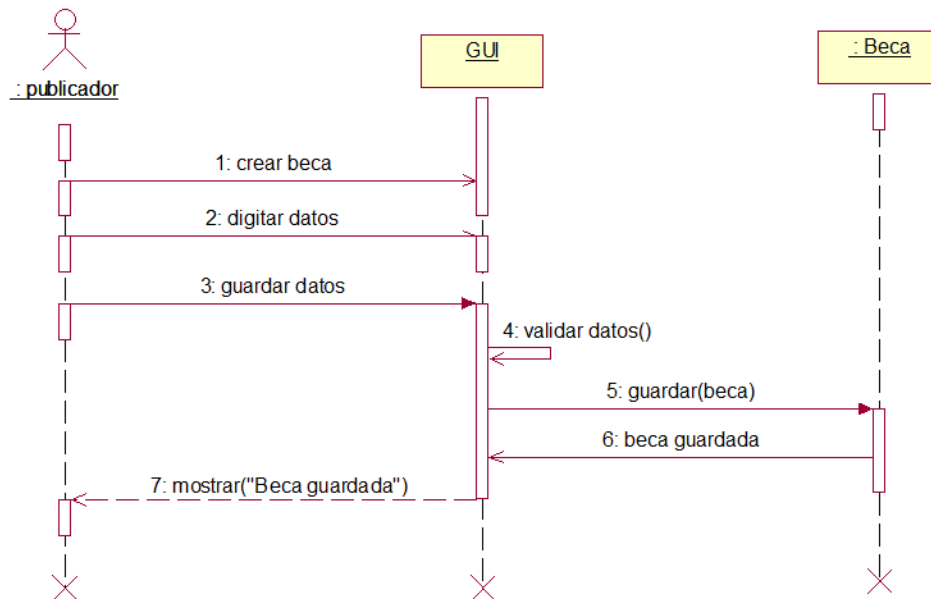 : publicador
GUI
: Beca
1: crear beca
2: digitar datos
3: guardar datos
4: validar datos()
5: guardar(beca)
6: beca guardada
7: mostrar("Beca guardada")